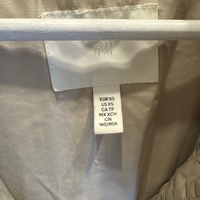 H&M
EUR XS
US XS
CA TP
MX XCH
CN
160/80A